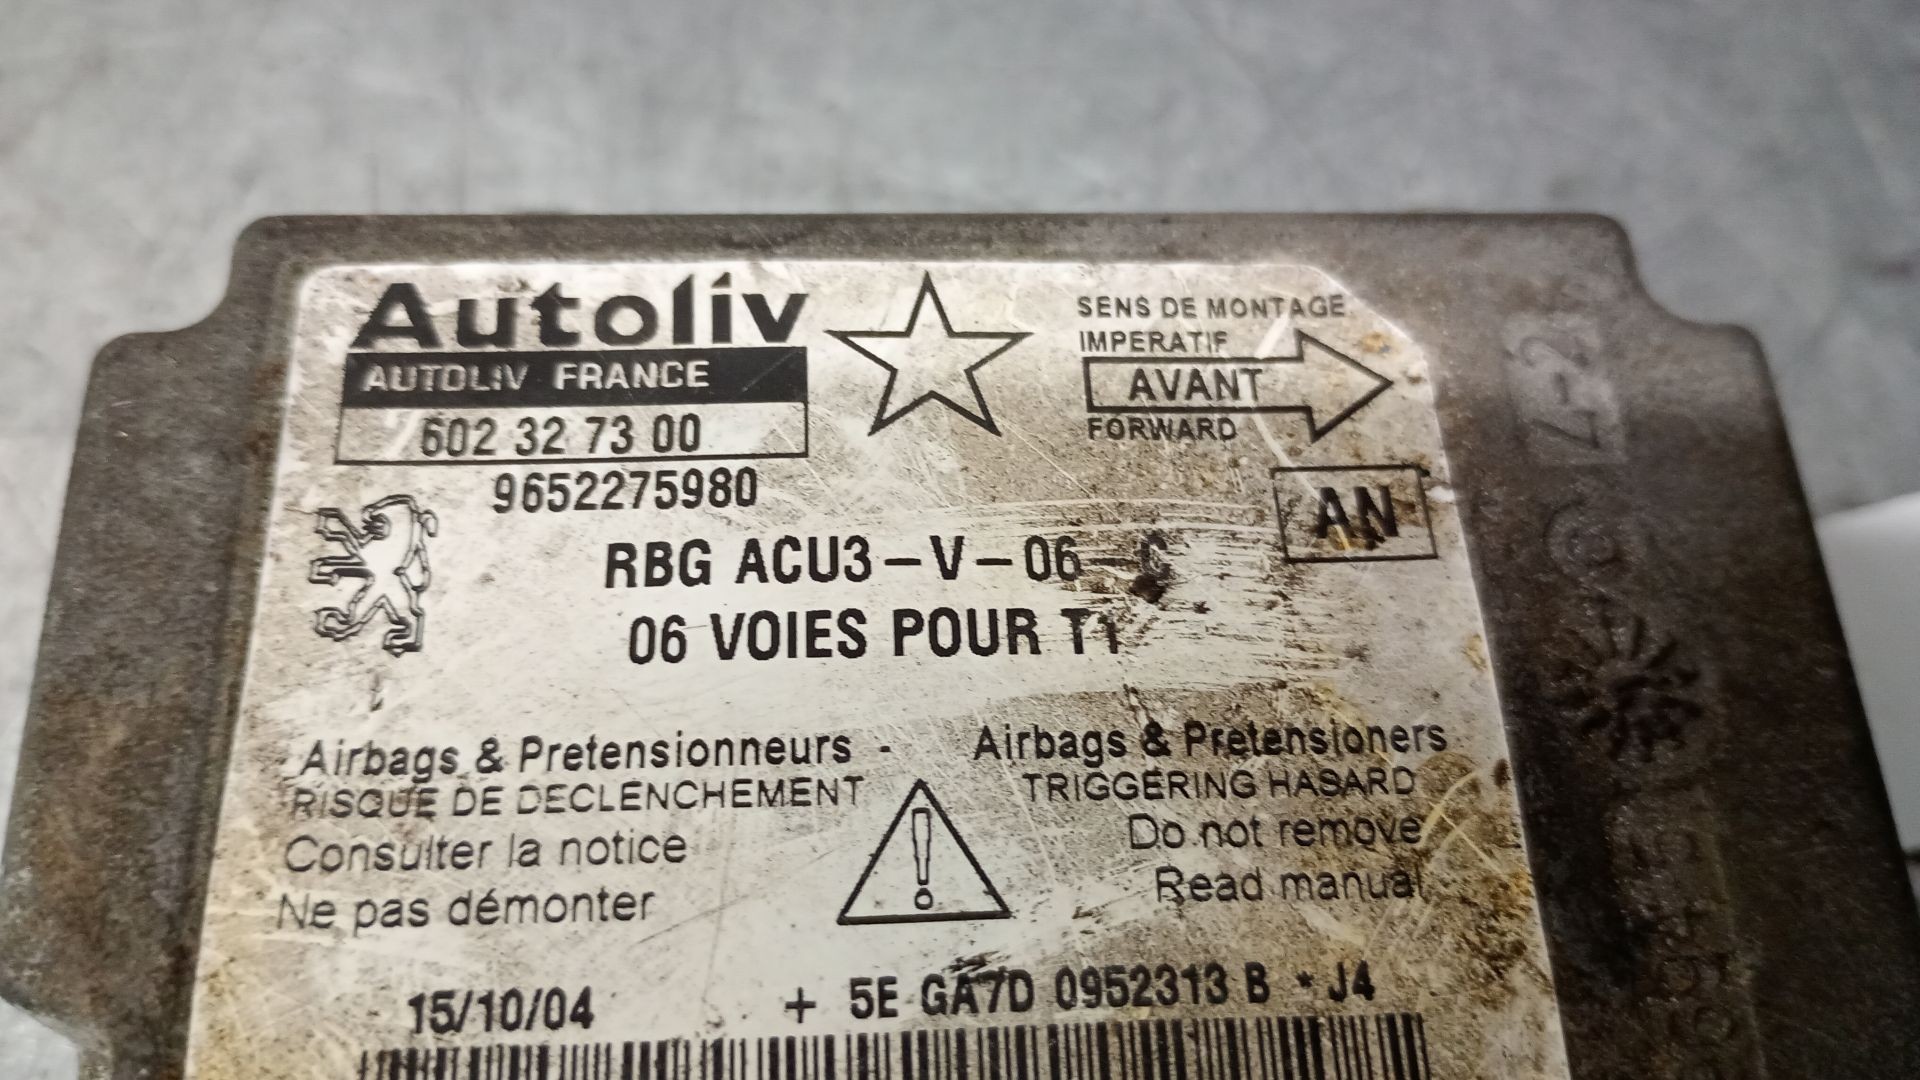 Autoliv
AUTOLIV FRANCE
602 32 73 00
9652275980
SENS DE MONTAGE
IMPERATIF
AVANT
FORWARD
AN
RBG ACU3-V-06-C
06 VOIES POUR T1
Airbags & Pretensionneurs - Airbags & Pretensioners
RISQUE DE DECLENCHEMENT
Consulter la notice
Ne pas démonter
TRIGGERING HASARD
Do not remove
Read manual
15/10/04 + 5E GA7D 0952313 B * J4